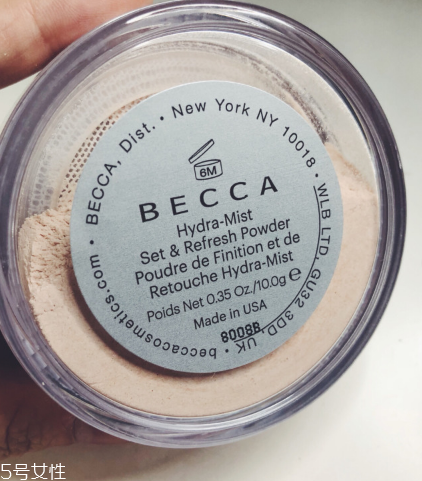 BECCA, Dist. • New York NY 10018 • WLB LTD, GU32 3DD, UK • beccacosmetics.com •
6M
BECCA
Hydra-Mist
Set & Refresh Powder
Poudre de Finition et de
Retouche Hydra-Mist
Poids Net 0.35 Oz./10.0g e
Made in USA
8008B
5号女性